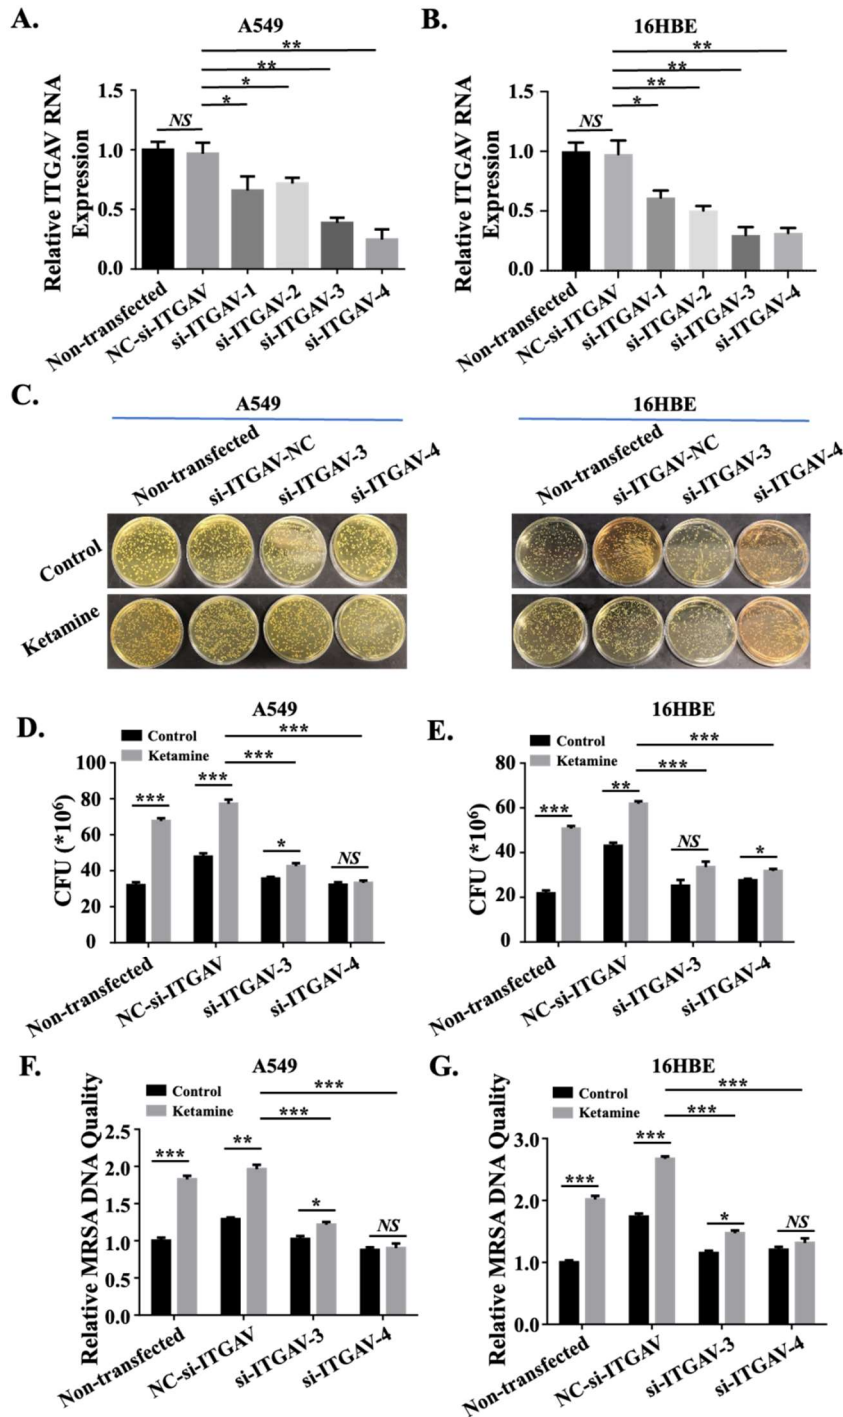 A.
A549
Relative ITGAV RNA
Expression
1.5
1.0
0.5
0.0
NS
*
*
**
**
Non-transfected
NC-si-ITGAV
si-ITGAV-1
si-ITGAV-2
si-ITGAV-3
si-ITGAV-4
B.
16HBE
Relative ITGAV RNA
Expression
1.5
1.0
0.5
0.0
NS
*
**
**
**
Non-transfected
NC-si-ITGAV
si-ITGAV-1
si-ITGAV-2
si-ITGAV-3
si-ITGAV-4
C.
A549
Non-transfected
si-ITGAV-NC
si-ITGAV-3
si-ITGAV-4
Control
Ketamine
16HBE
Non-transfected
si-ITGAV-NC
si-ITGAV-3
si-ITGAV-4
D.
A549
Control
Ketamine
CFU (*10⁶)
100
80
60
40
20
0
***
***
*
NS
***
***
Non-transfected
NC-si-ITGAV
si-ITGAV-3
si-ITGAV-4
E.
16HBE
Control
Ketamine
CFU (*10⁶)
80
60
40
20
0
***
**
NS
*
***
***
Non-transfected
NC-si-ITGAV
si-ITGAV-3
si-ITGAV-4
F.
A549
Control
Ketamine
Relative MRSA DNA Quality
2.5
2.0
1.5
1.0
0.5
0.0
***
**
*
NS
***
***
Non-transfected
NC-si-ITGAV
si-ITGAV-3
si-ITGAV-4
G.
16HBE
Control
Ketamine
Relative MRSA DNA Quality
3.0
2.0
1.0
0.0
***
***
*
NS
***
***
Non-transfected
NC-si-ITGAV
si-ITGAV-3
si-ITGAV-4